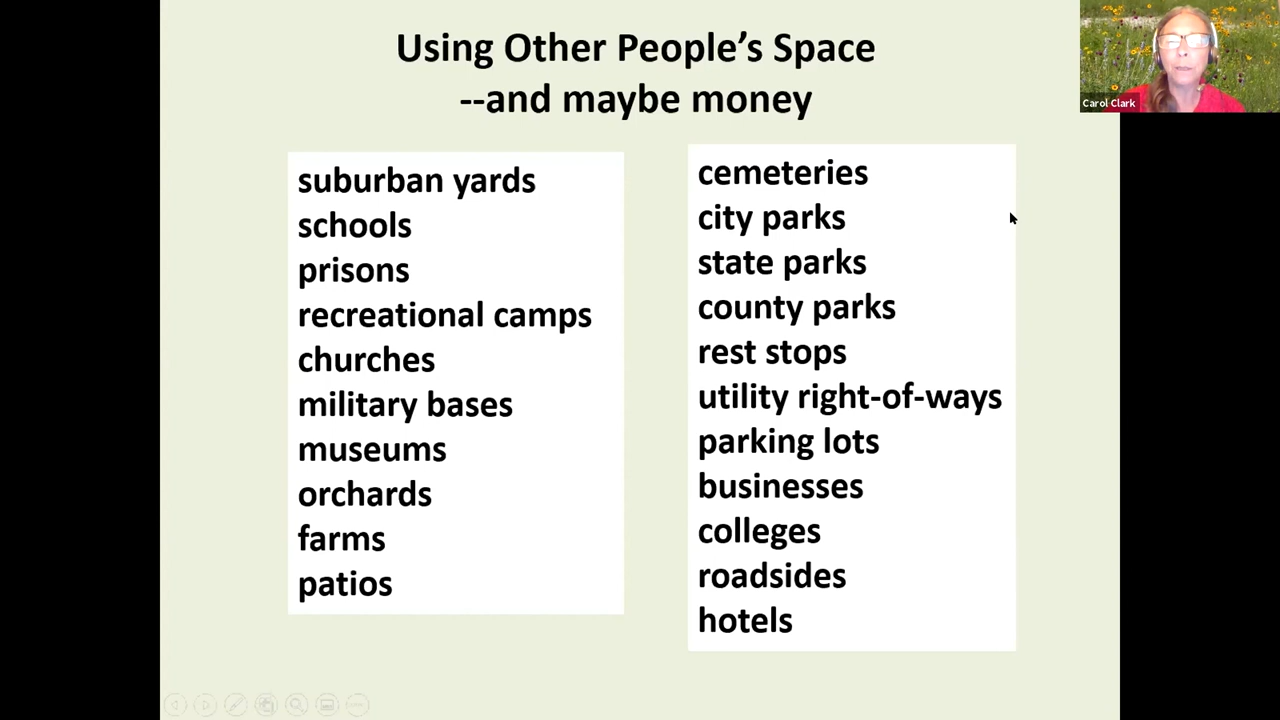 Using Other People’s Space
--and maybe money
suburban yards
schools
prisons
recreational camps
churches
military bases
museums
orchards
farms
patios
cemeteries
city parks
state parks
county parks
rest stops
utility right-of-ways
parking lots
businesses
colleges
roadsides
hotels
Carol Clark